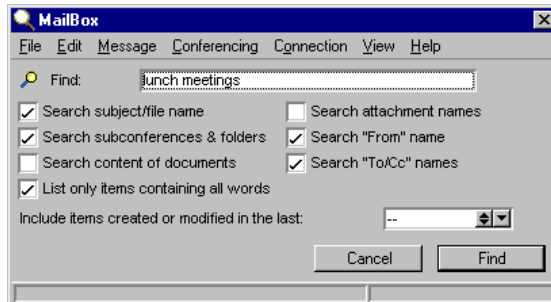 MailBox
File Edit Message Conferencing Connection View Help
Find: lunch meetings
Search subject/file name Search attachment names
Search subconferences & folders Search "From" name
Search content of documents Search "To/Cc" names
List only items containing all words
Include items created or modified in the last: --
Cancel Find